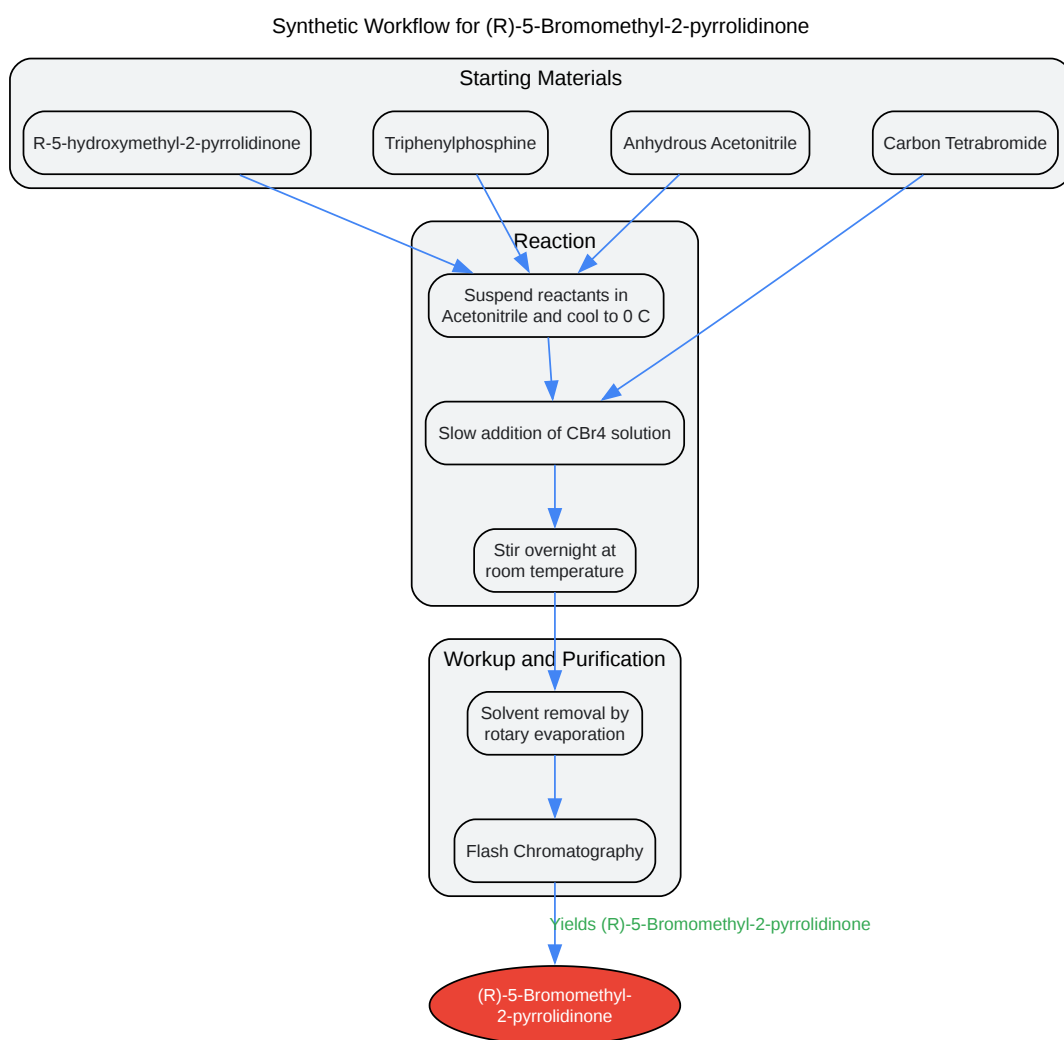 Synthetic Workflow for (R)-5-Bromomethyl-2-pyrrolidinone
Starting Materials
R-5-hydroxymethyl-2-pyrrolidinone
Triphenylphosphine
Anhydrous Acetonitrile
Carbon Tetrabromide
Reaction
Suspend reactants in
Acetonitrile and cool to 0 C
Slow addition of CBr4 solution
Stir overnight at
room temperature
Workup and Purification
Solvent removal by
rotary evaporation
Flash Chromatography
Yields (R)-5-Bromomethyl-2-pyrrolidinone
(R)-5-Bromomethyl-
2-pyrrolidinone